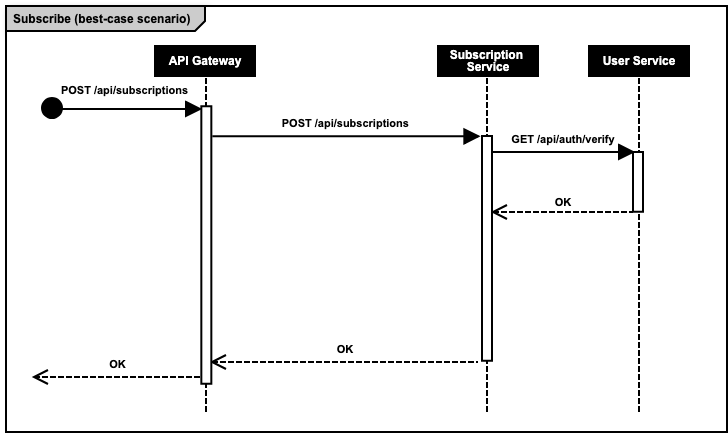 Subscribe (best-case scenario)
API Gateway
Subscription
Service
User Service
POST /api/subscriptions
POST /api/subscriptions
GET /api/auth/verify
OK
OK
OK